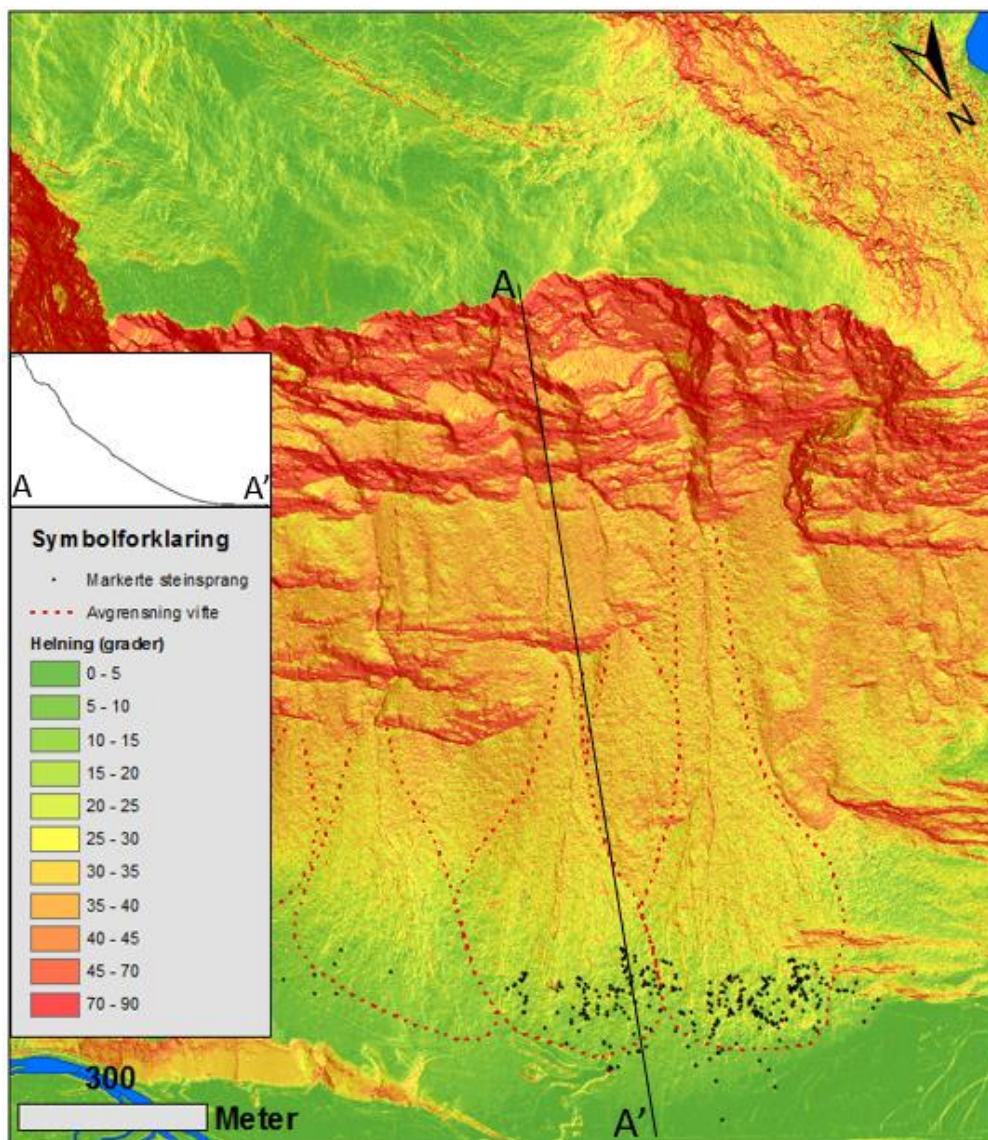 N
A
A A'
Symbolforklaring
Markerte steinsprang
Avgrensning vifte
Helning (grader)
0 - 5
5 - 10
10 - 15
15 - 20
20 - 25
25 - 30
30 - 35
35 - 40
40 - 45
45 - 70
70 - 90
300
Meter
A'